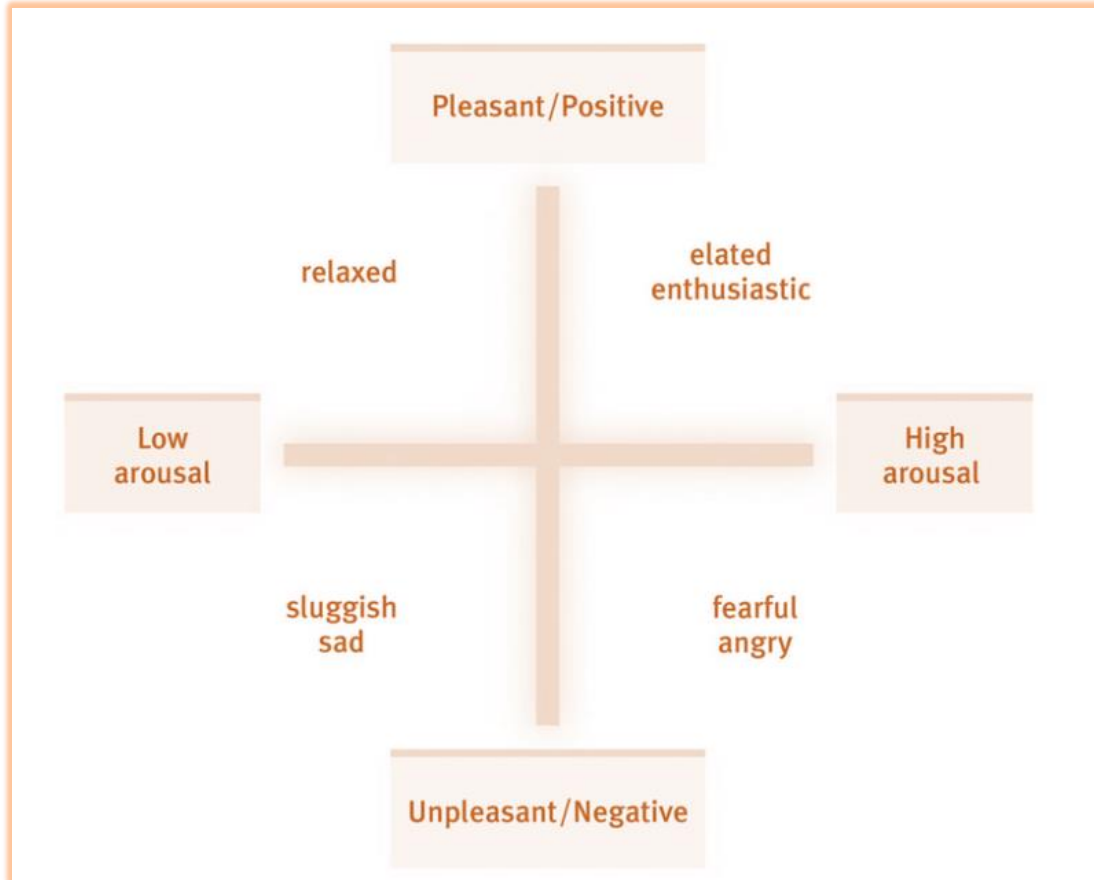 Pleasant/Positive
relaxed
elated
enthusiastic
Low
arousal
High
arousal
sluggish
sad
fearful
angry
Unpleasant/Negative